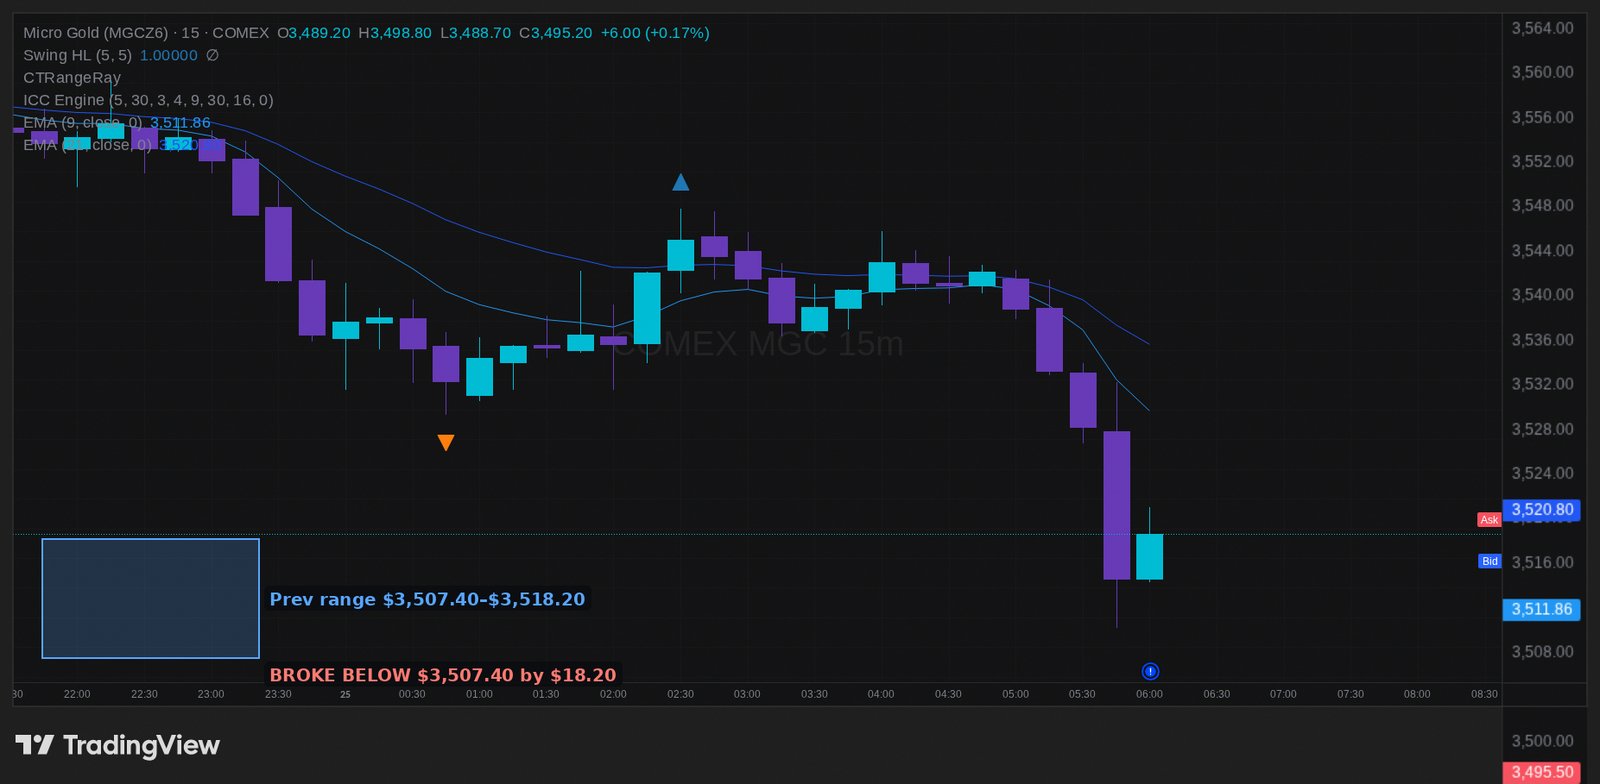 Micro Gold (MGCZ6) · 15 · COMEX O3,489.20 H3,498.80 L3,488.70 C3,495.20 +6.00 (+0.17%)
Swing HL (5, 5) 1.00000 ∅
CTRangeRay
ICC Engine (5, 30, 3, 4, 9, 30, 16, 0)
EMA (9, close, 0) 3,511.86
EMA close, 0) 3,520
3,564.00
3,560.00
3,556.00
3,552.00
3,548.00
3,544.00
3,540.00
3,536.00
3,532.00
3,528.00
3,524.00
Ask 3,520.80
Bid 3,516.00
3,511.86
3,508.00
3,500.00
3,495.50
COMEX MGC 15m
Prev range $3,507.40–$3,518.20
BROKE BELOW $3,507.40 by $18.20
30 22:00 22:30 23:00 23:30 25 00:30 01:00 01:30 02:00 02:30 03:00 03:30 04:00 04:30 05:00 05:30 06:00 06:30 07:00 07:30 08:00 08:30
TradingView